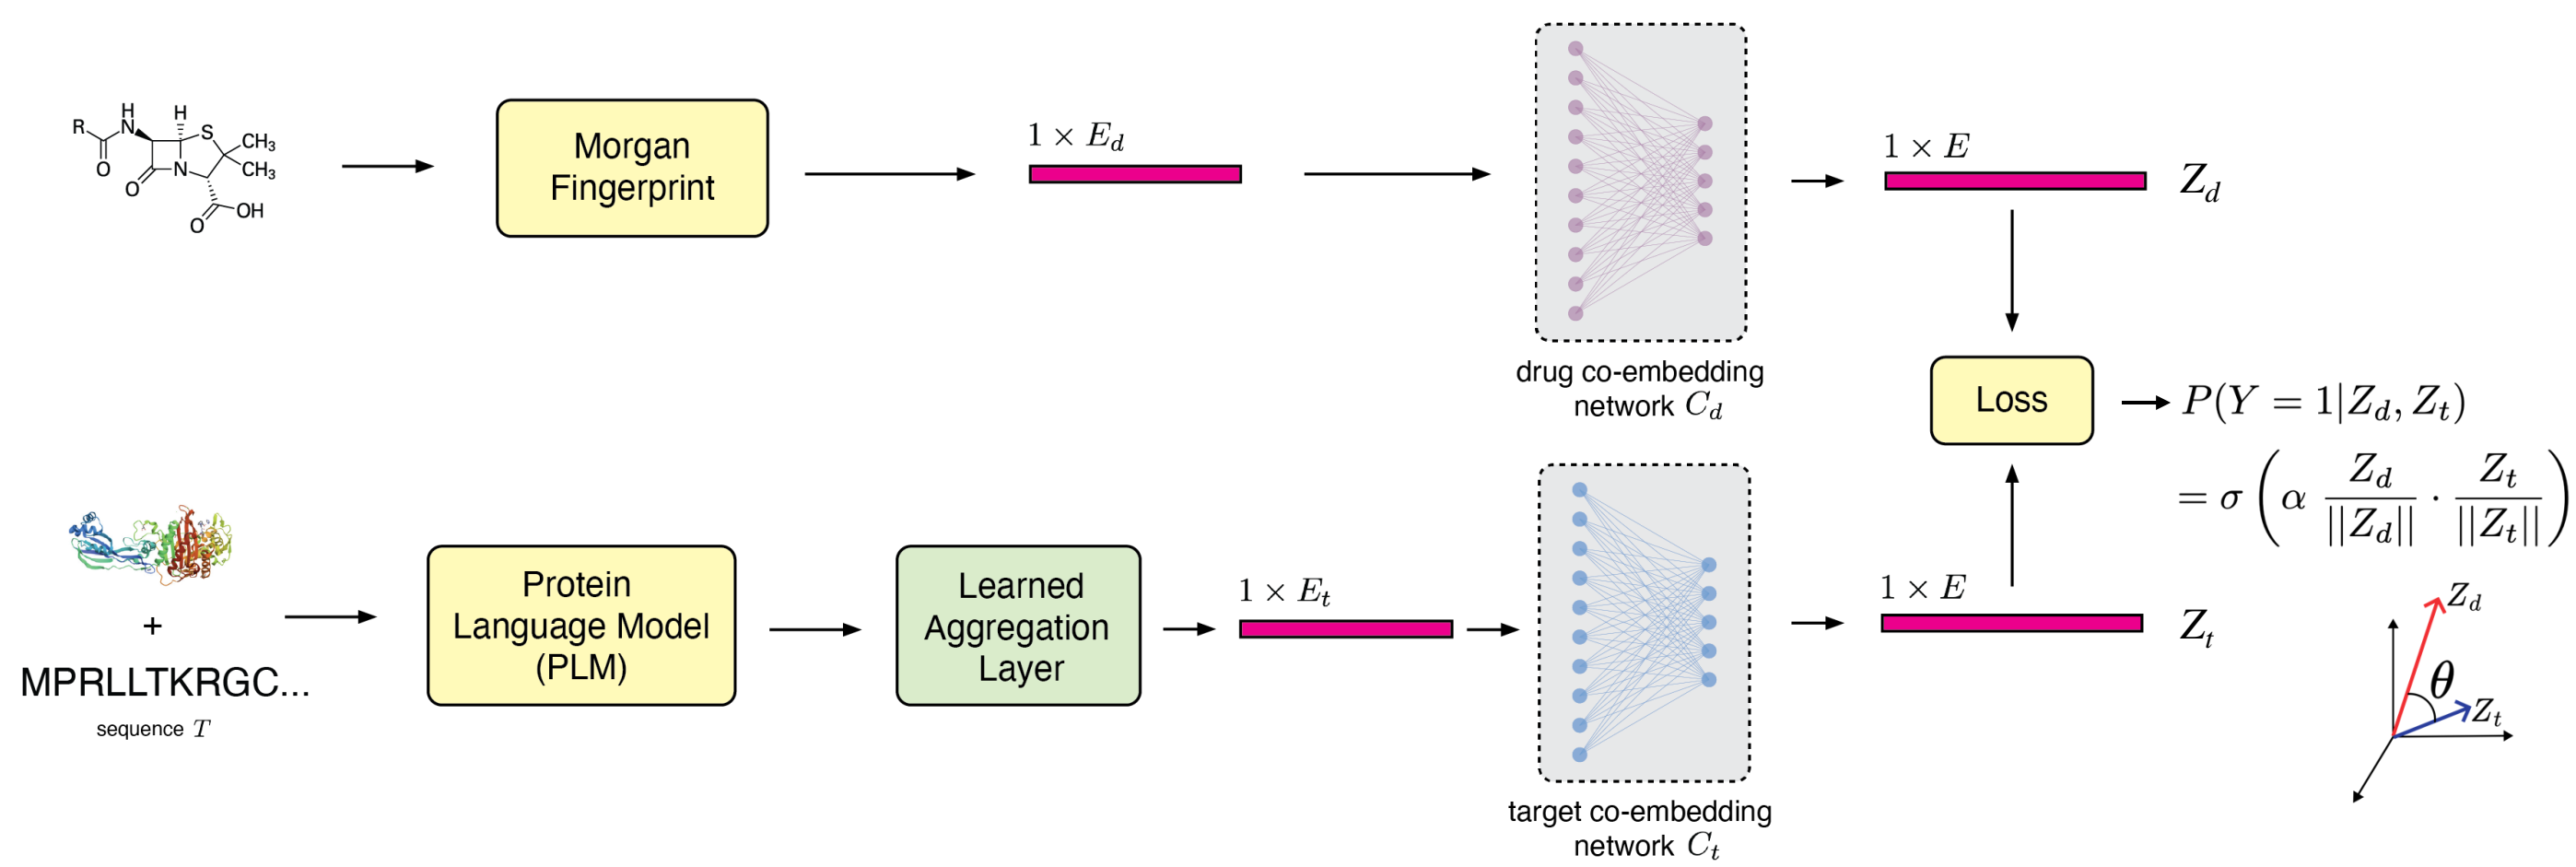 R
O
H
N
H
S
CH₃
CH₃
N
O
O
OH
Morgan
Fingerprint
1 × E_d
drug co-embedding
network C_d
1 × E
Z_d
Loss
P(Y = 1|Z_d, Z_t)
= σ ( α Z_d / ||Z_d|| · Z_t / ||Z_t|| )
+
MPRLLTKRGC...
sequence T
Protein
Language Model
(PLM)
Learned
Aggregation
Layer
1 × E_t
target co-embedding
network C_t
1 × E
Z_t
Z_d
θ
Z_t